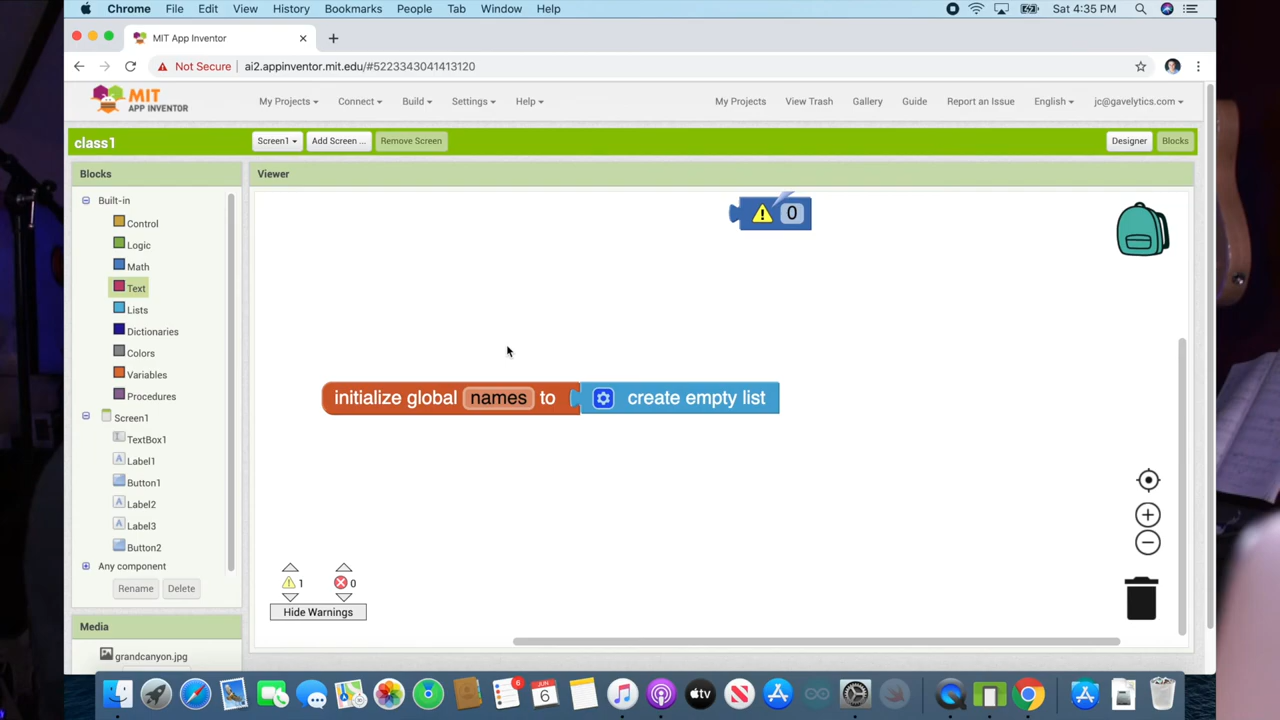 Chrome File Edit View History Bookmarks People Tab Window Help Sat 4:35 PM
MIT App Inventor
Not Secure ai2.appinventor.mit.edu/#5223343041413120
MIT
APP INVENTOR
My Projects Connect Build Settings Help My Projects View Trash Gallery Guide Report an Issue English jc@gavelytics.com
class1 Screen1 Add Screen ... Remove Screen Designer Blocks
Blocks
Viewer
Built-in
Control
Logic
Math
Text
Lists
Dictionaries
Colors
Variables
Procedures
Screen1
TextBox1
Label1
Button1
Label2
Label3
Button2
Any component
Rename Delete
Media
grandcanyon.jpg
0
initialize global names to create empty list
1 0
Hide Warnings
6
JUN
6
tv